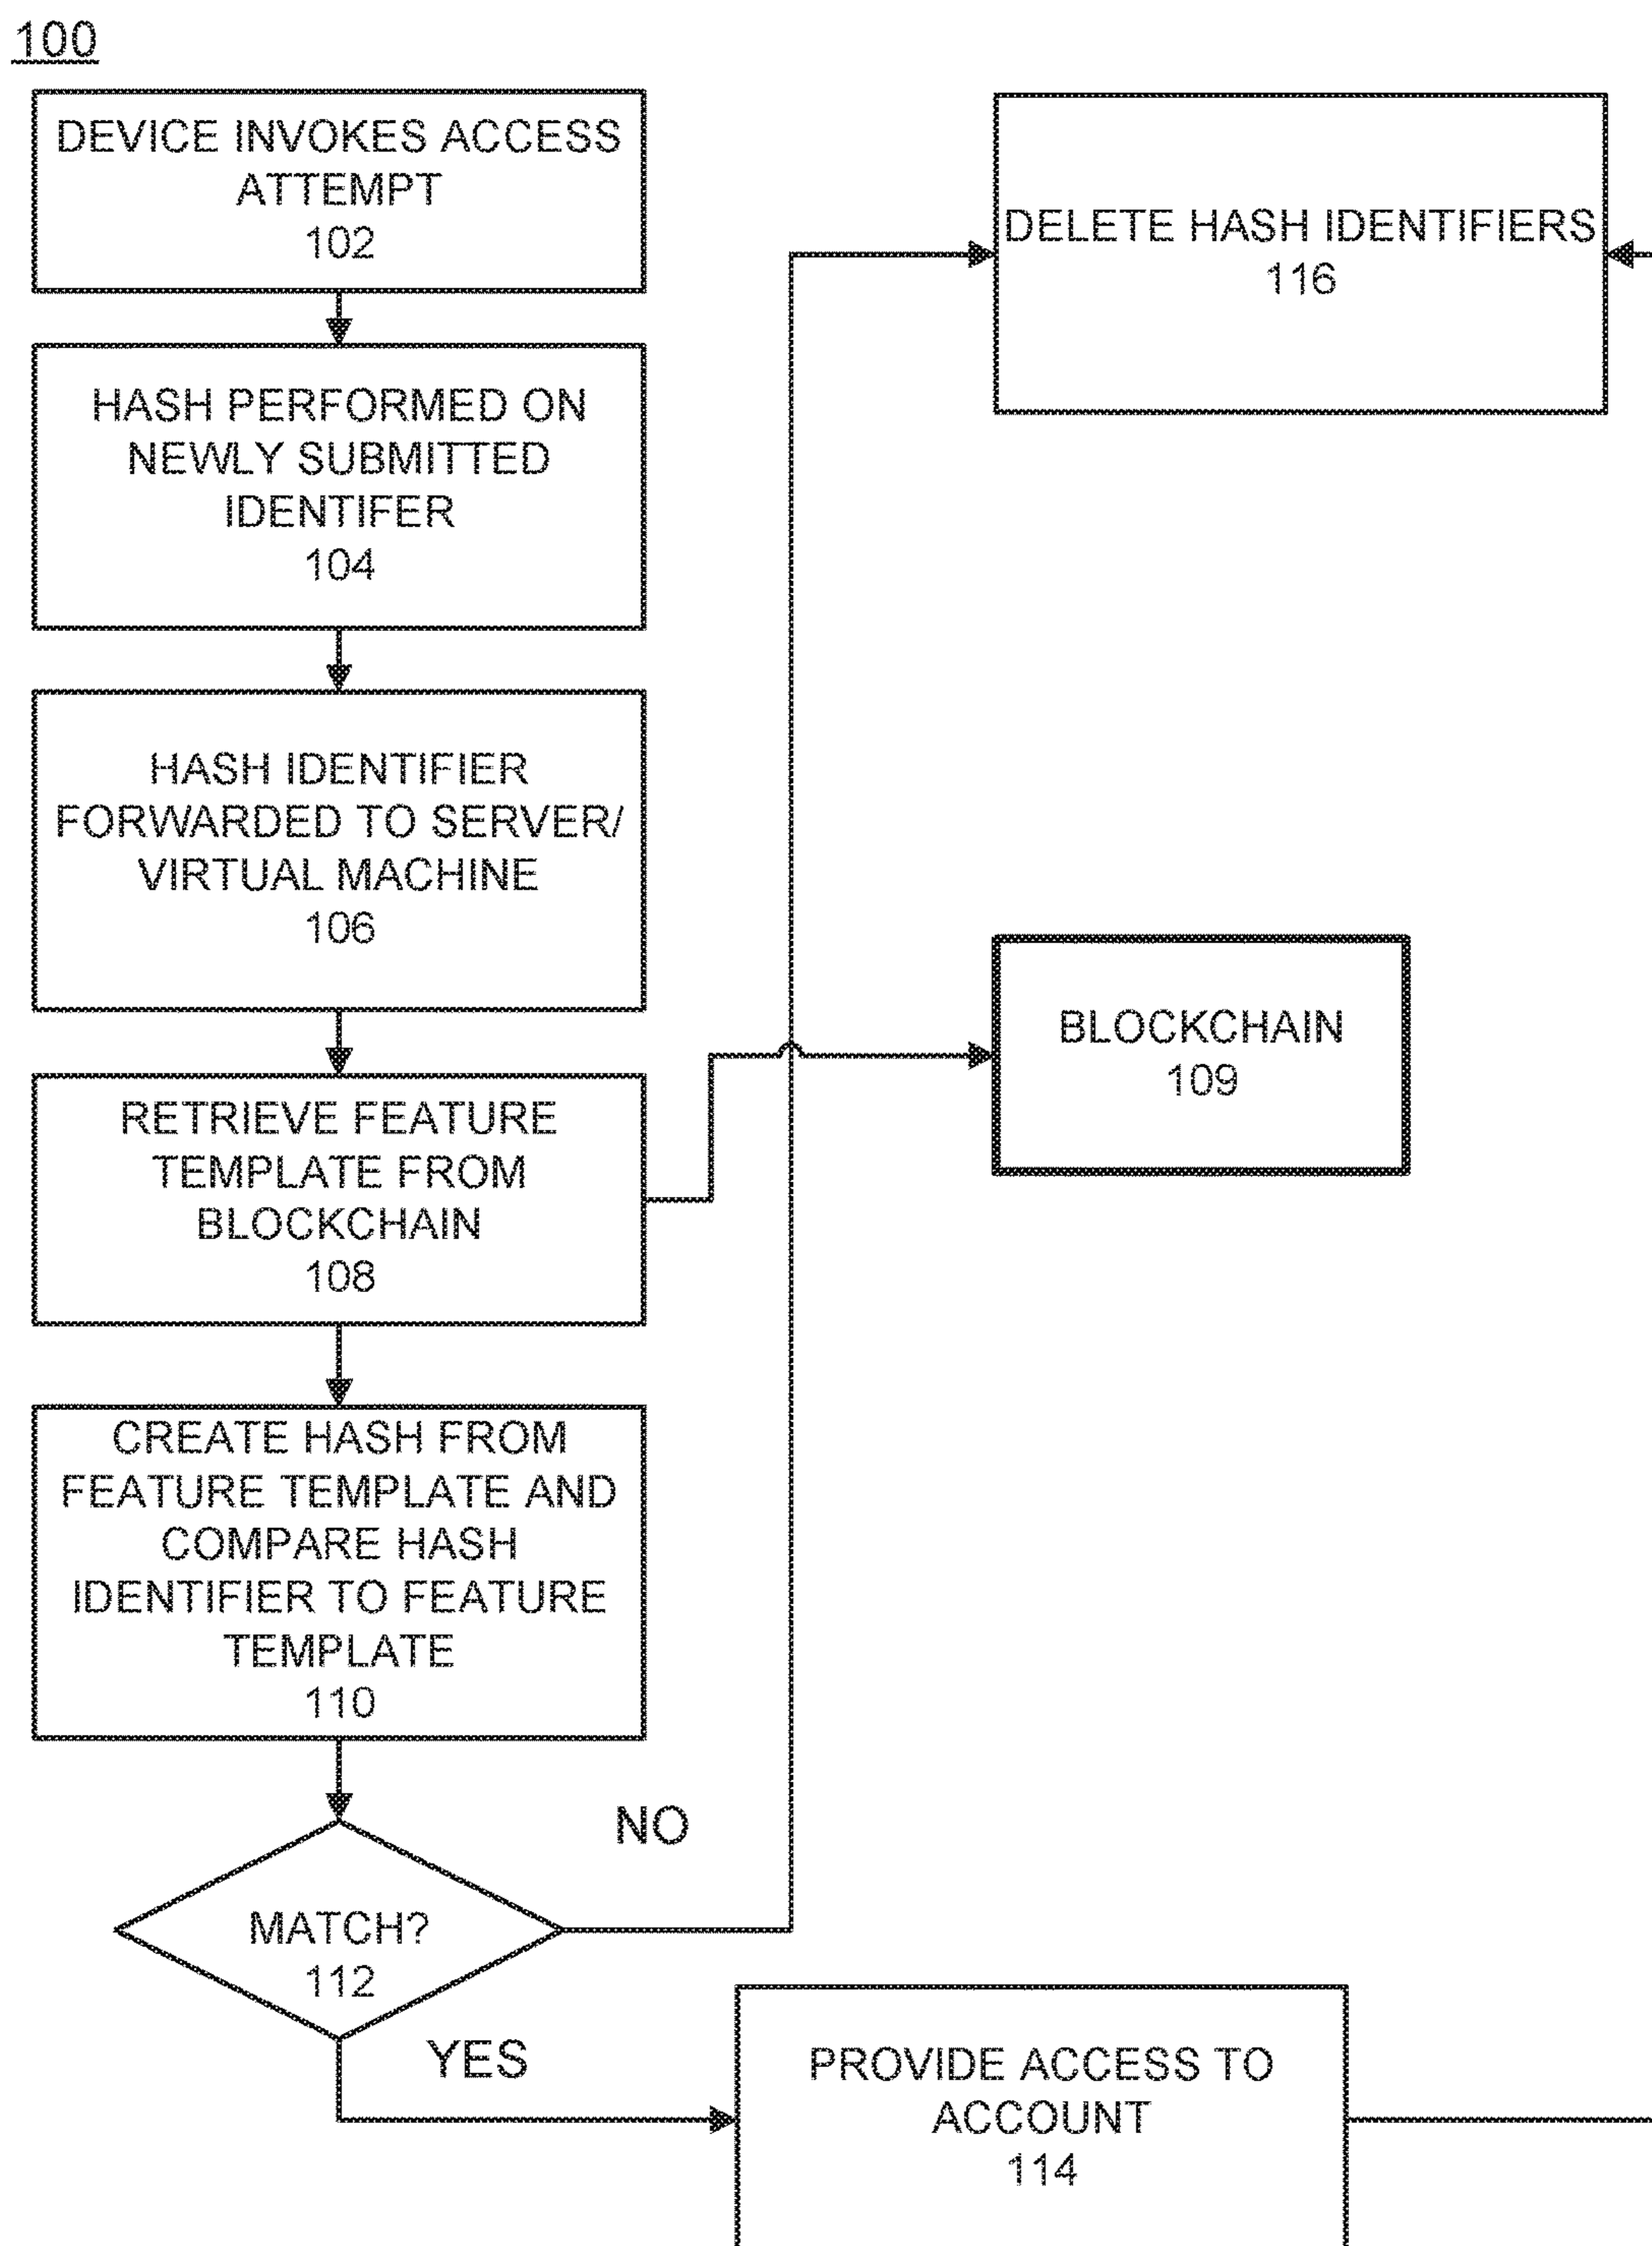 100
DEVICE INVOKES ACCESS
ATTEMPT
102
HASH PERFORMED ON
NEWLY SUBMITTED
IDENTIFER
104
HASH IDENTIFIER
FORWARDED TO SERVER/
VIRTUAL MACHINE
106
RETRIEVE FEATURE
TEMPLATE FROM
BLOCKCHAIN
108
CREATE HASH FROM
FEATURE TEMPLATE AND
COMPARE HASH
IDENTIFIER TO FEATURE
TEMPLATE
110
MATCH?
112
NO
YES
PROVIDE ACCESS TO
ACCOUNT
114
DELETE HASH IDENTIFIERS
116
BLOCKCHAIN
109